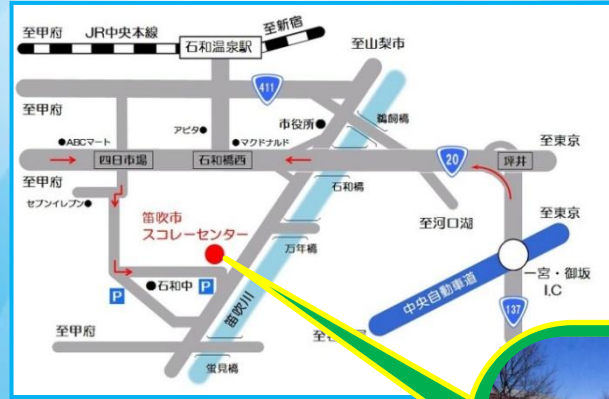 至甲府
JR中央本線
石和温泉駅
至新宿
至山梨市
至甲府
411
鵜飼橋
市役所
アピタ
マクドナルド
ABCマート
四日市場
石和橋西
20
坪井
至東京
至甲府
セブンイレブン
石和橋
至河口湖
至東京
笛吹市
スコレーセンター
万年橋
P
石和中
P
笛吹川
中央自動車道
一宮・御坂
I,C
137
至甲府
蛍見橋